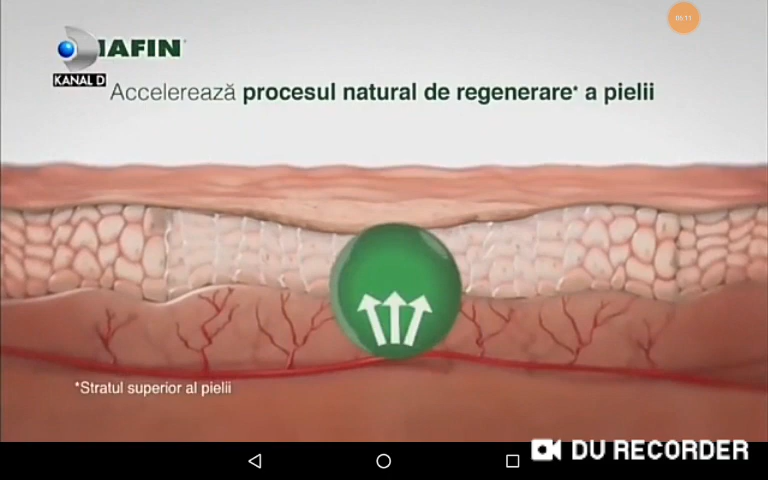 IAFIN
KANAL D
Accelerează procesul natural de regenerare* a pielii
*Stratul superior al pielii
DU RECORDER